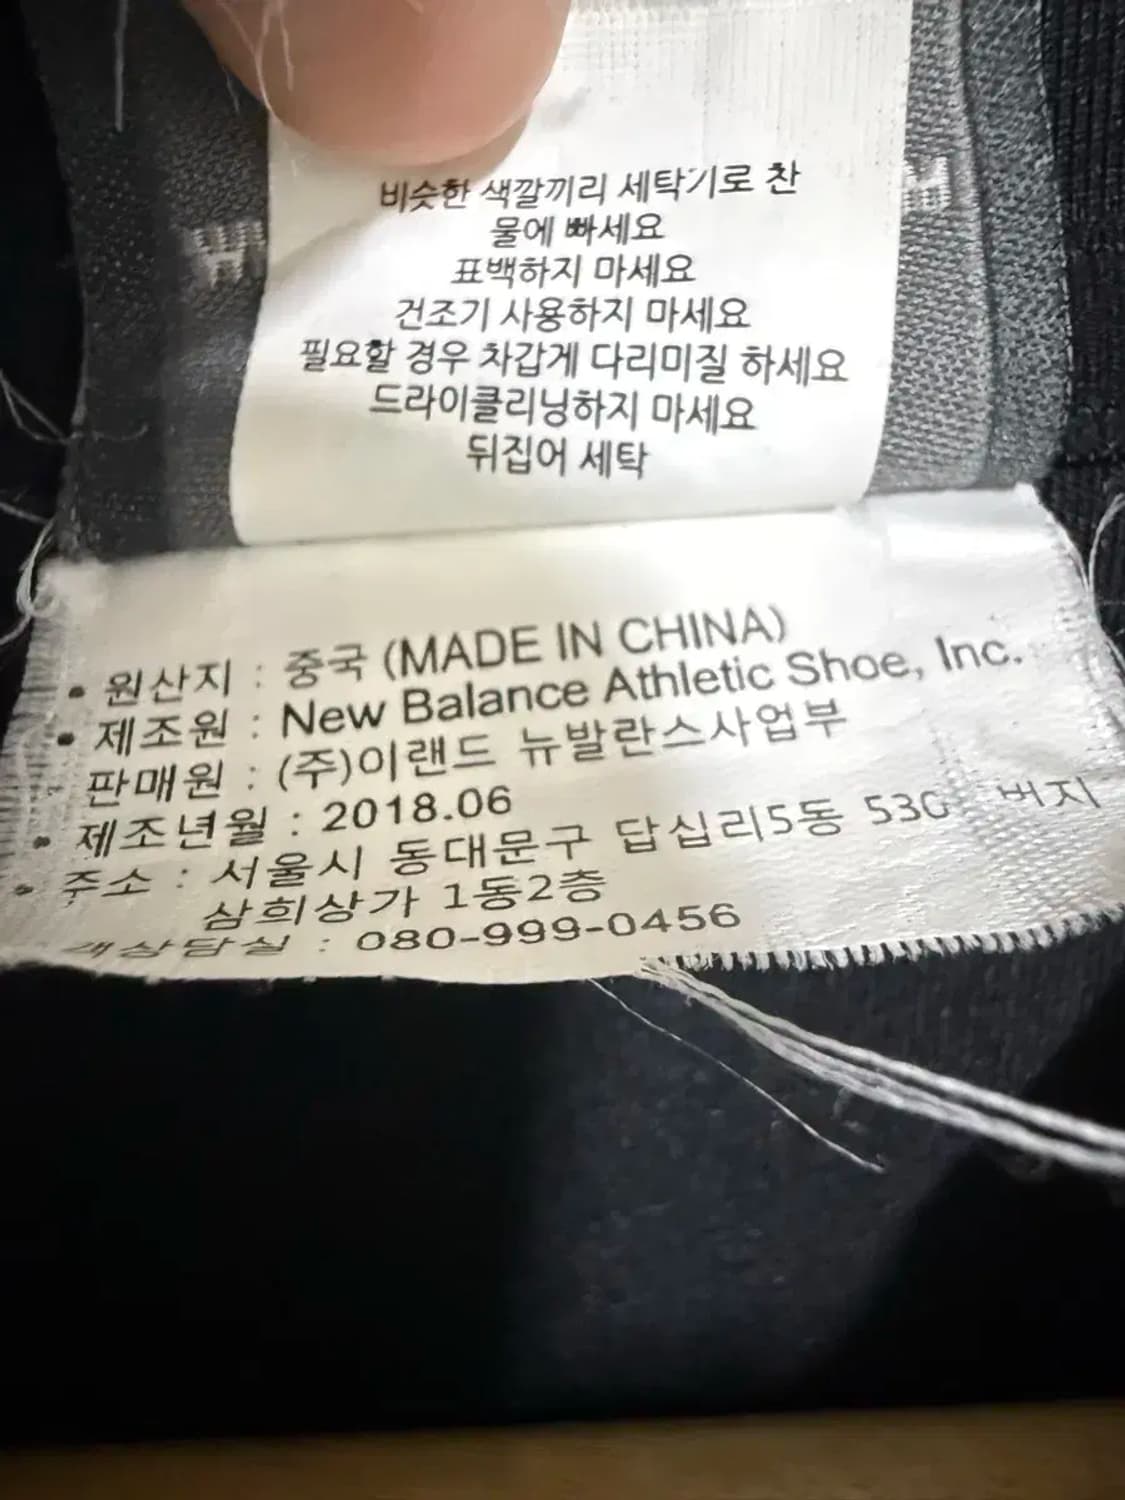 비슷한 색깔끼리 세탁기로 찬
물에 빠세요
표백하지 마세요
건조기 사용하지 마세요
필요할 경우 차갑게 다리미질 하세요
드라이클리닝하지 마세요
뒤집어 세탁
• 원산지 : 중국 (MADE IN CHINA)
• 제조원 : New Balance Athletic Shoe, Inc.
판매원 : (주)이랜드 뉴발란스사업부
• 제조년월 : 2018.06
• 주소 : 서울시 동대문구 답십리5동
삼희상가 1동2층
: 080-999-0456